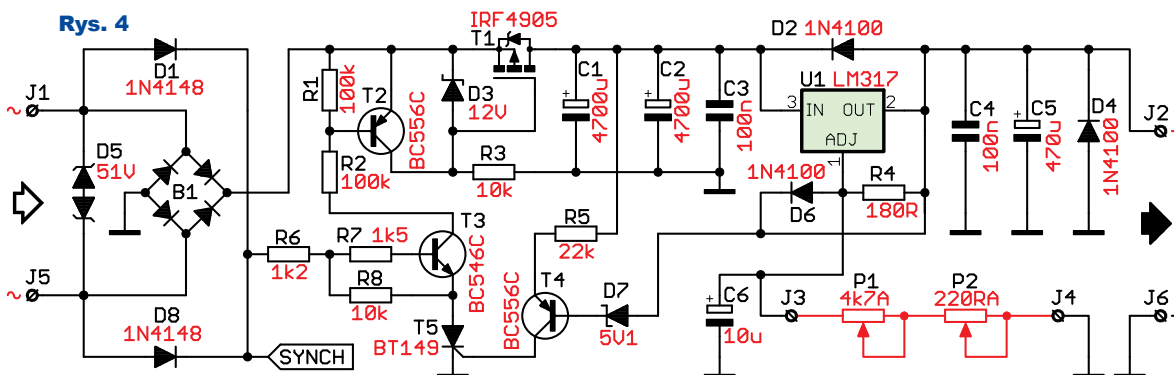 Rys. 4
IRF4905
T1
D2 1N4100
D1
1N4148
J1
~
R1
100k
T2
BC556C
D3
12V
C1
+
4700u
C2
+
4700u
C3
100n
U1 LM317
3 IN OUT 2
ADJ
1
C4
100n
C5
+
470u
D4
1N4100
J2
D5
51V
B1
R2
100k
R3
10k
1N4100
D6
R4
180R
T3
BC546C
R5
22k
R6
1k2
R7
1k5
R8
10k
T4
BC556C
D7
5V1
C6
+
10u
J3
P1
4k7A
P2
220RA
J4
J6
J5
~
D8
1N4148
SYNCH
T5
BT149